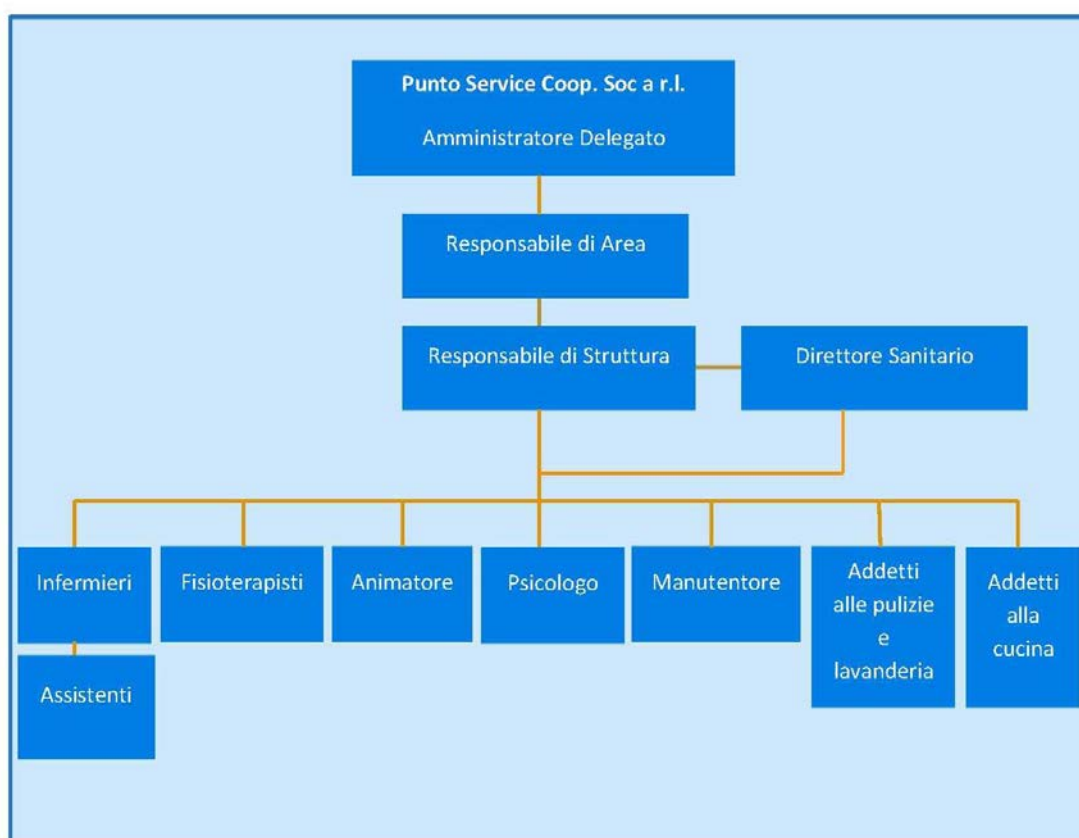 Punto Service Coop. Soc a r.l.
Amministratore Delegato
Responsabile di Area
Responsabile di Struttura
Direttore Sanitario
Infermieri
Fisioterapisti
Animatore
Psicologo
Manutentore
Addetti
alle pulizie
e
lavanderia
Addetti
alla
cucina
Assistenti